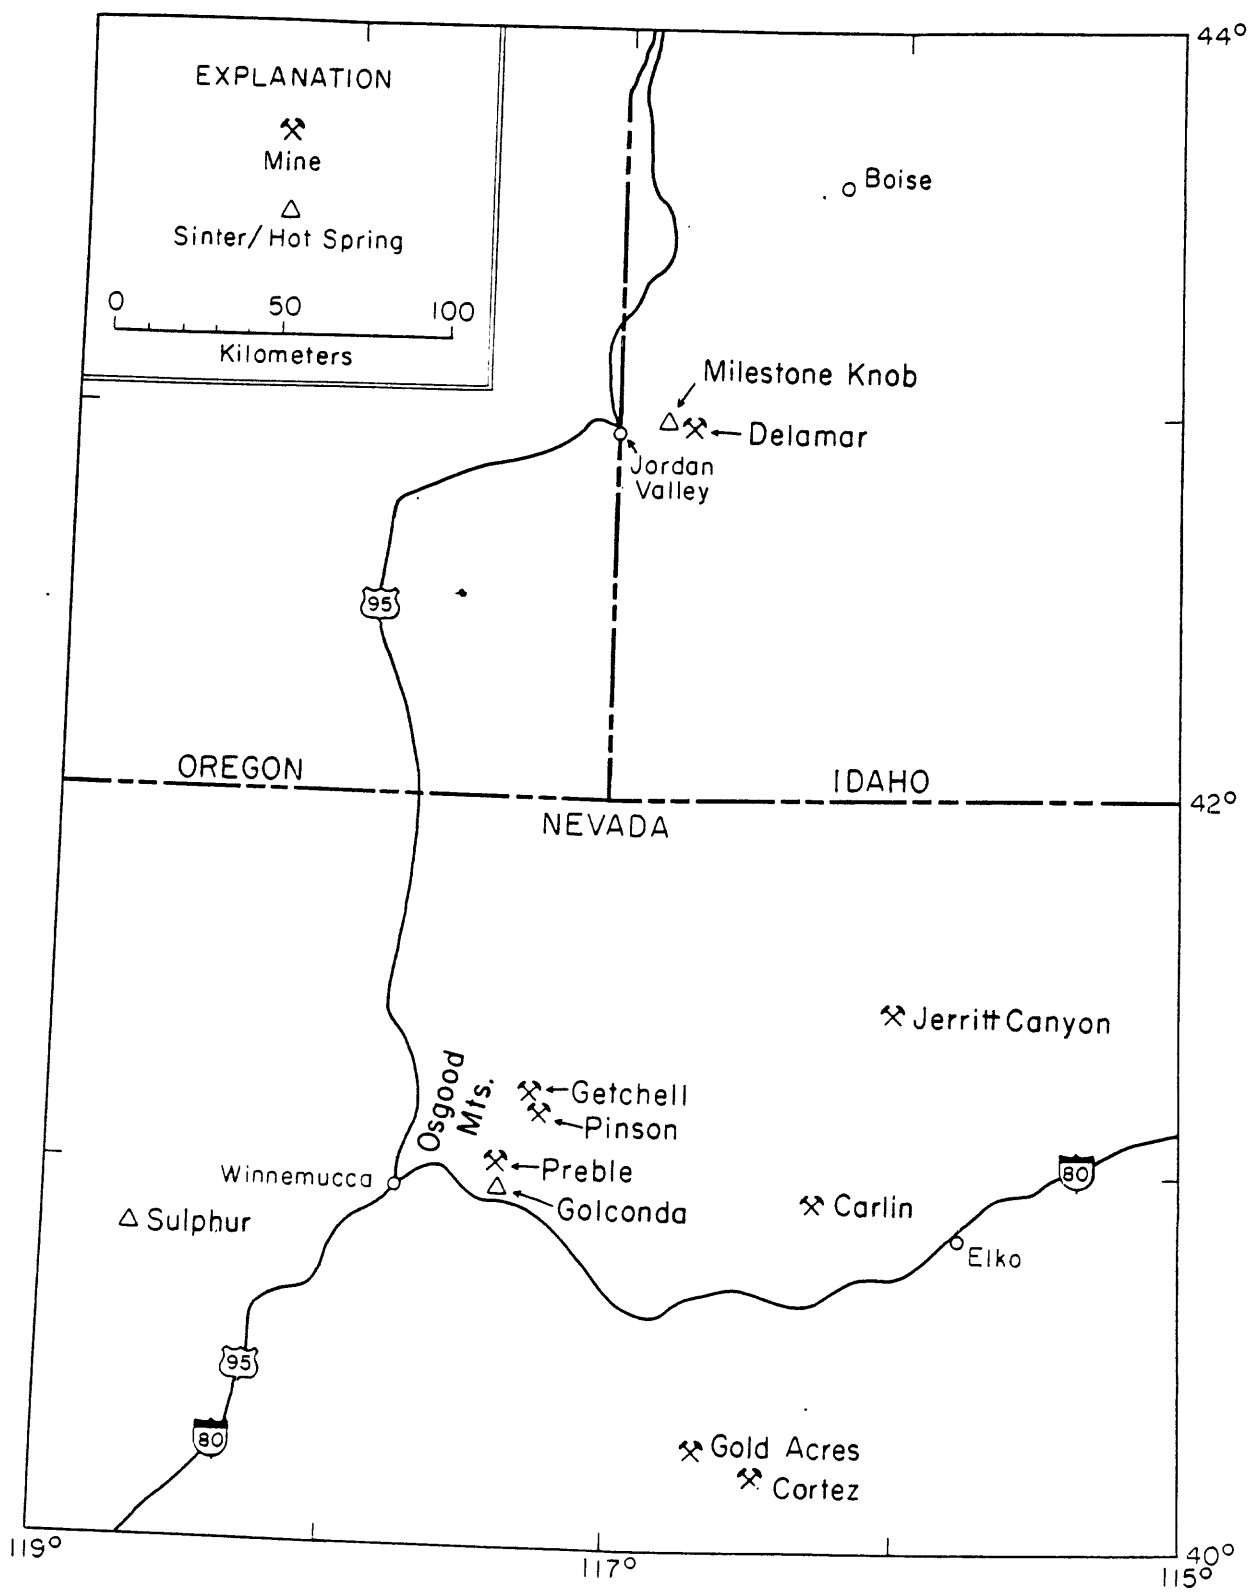 44°
EXPLANATION
Mine
Sinter/Hot Spring
0 50 100
Kilometers
Boise
Milestone Knob
Delamar
Jordan
Valley
95
OREGON
IDAHO
42°
NEVADA
Jerritt Canyon
Osgood
Mts.
Getchell
Pinson
Preble
Golconda
Winnemucca
80
Sulphur
Carlin
Elko
95
80
Gold Acres
Cortez
119°
117°
115°
40°